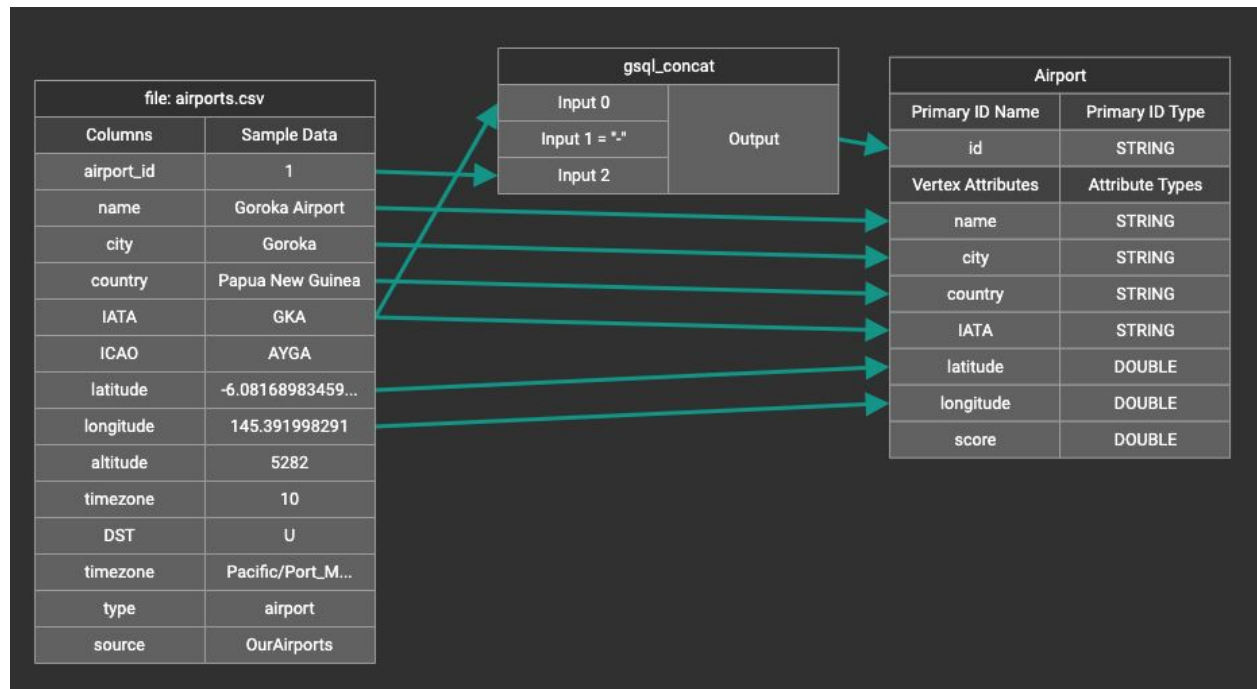 file: airports.csv
Columns Sample Data
airport_id 1
name Goroka Airport
city Goroka
country Papua New Guinea
IATA GKA
ICAO AYGA
latitude -6.08168983459...
longitude 145.391998291
altitude 5282
timezone 10
DST U
timezone Pacific/Port_M...
type airport
source OurAirports
gsql_concat
Input 0
Input 1 = "-" Output
Input 2
Airport
Primary ID Name Primary ID Type
id STRING
Vertex Attributes Attribute Types
name STRING
city STRING
country STRING
IATA STRING
latitude DOUBLE
longitude DOUBLE
score DOUBLE